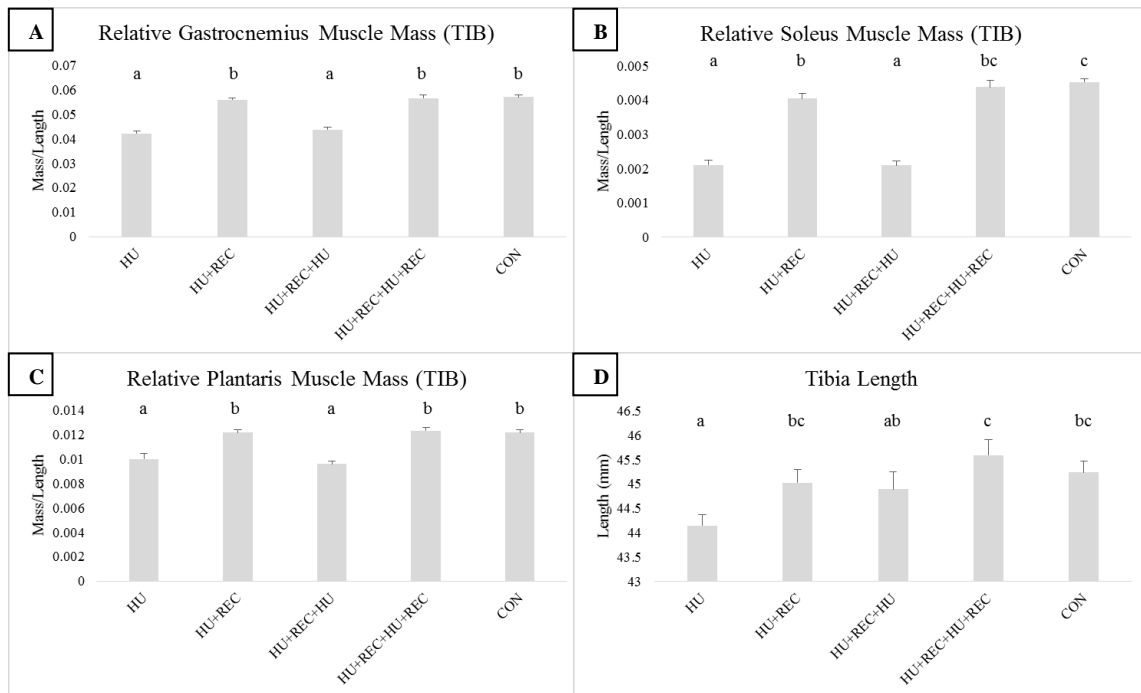 A
Relative Gastrocnemius Muscle Mass (TIB)
Mass/Length
0.07
0.06
0.05
0.04
0.03
0.02
0.01
0
a
b
a
b
b
HU
HU+REC
HU+REC+HU
HU+REC+HU+REC
CON
B
Relative Soleus Muscle Mass (TIB)
Mass/Length
0.005
0.004
0.003
0.002
0.001
0
a
b
a
bc
c
HU
HU+REC
HU+REC+HU
HU+REC+HU+REC
CON
C
Relative Plantaris Muscle Mass (TIB)
Mass/Length
0.014
0.012
0.01
0.008
0.006
0.004
0.002
0
a
b
a
b
b
HU
HU+REC
HU+REC+HU
HU+REC+HU+REC
CON
D
Tibia Length
Length (mm)
46.5
46
45.5
45
44.5
44
43.5
43
a
bc
ab
c
bc
HU
HU+REC
HU+REC+HU
HU+REC+HU+REC
CON